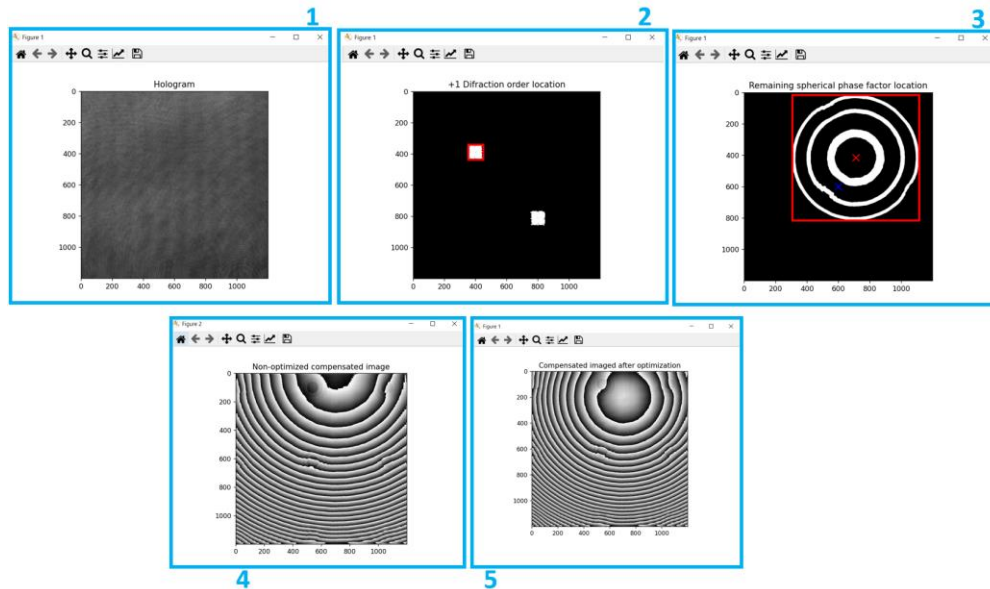 1
Figure 1
Hologram
0
200
400
600
800
1000
0 200 400 600 800 1000
2
Figure 1
+1 Difraction order location
0
200
400
600
800
1000
0 200 400 600 800 1000
3
Figure 1
Remaining spherical phase factor location
0
200
400
600
800
1000
0 200 400 600 800 1000
Figure 2
Non-optimized compensated image
0
200
400
600
800
1000
0 200 400 600 800 1000
4
Figure 1
Compensated imaged after optimization
0
200
400
600
800
1000
0 200 400 600 800 1000
5